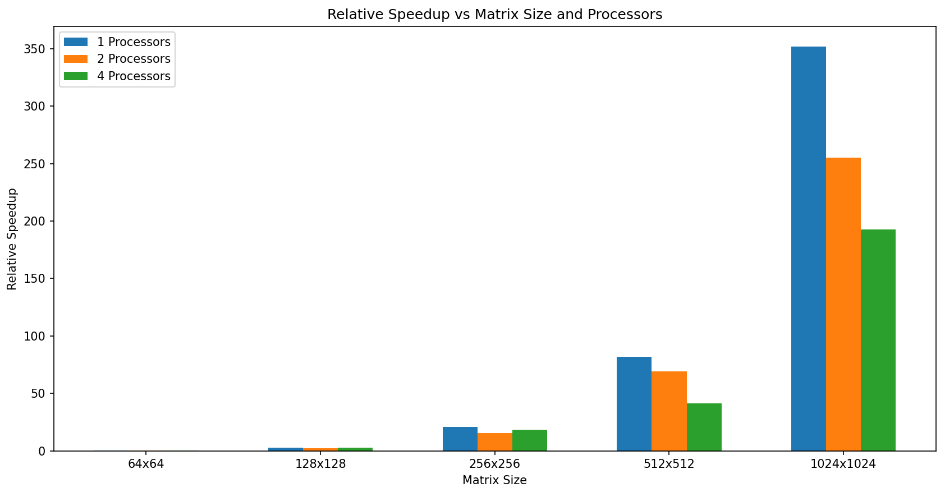 Relative Speedup vs Matrix Size and Processors
1 Processors
2 Processors
4 Processors
Relative Speedup
350
300
250
200
150
100
50
0
64x64
128x128
256x256
512x512
1024x1024
Matrix Size